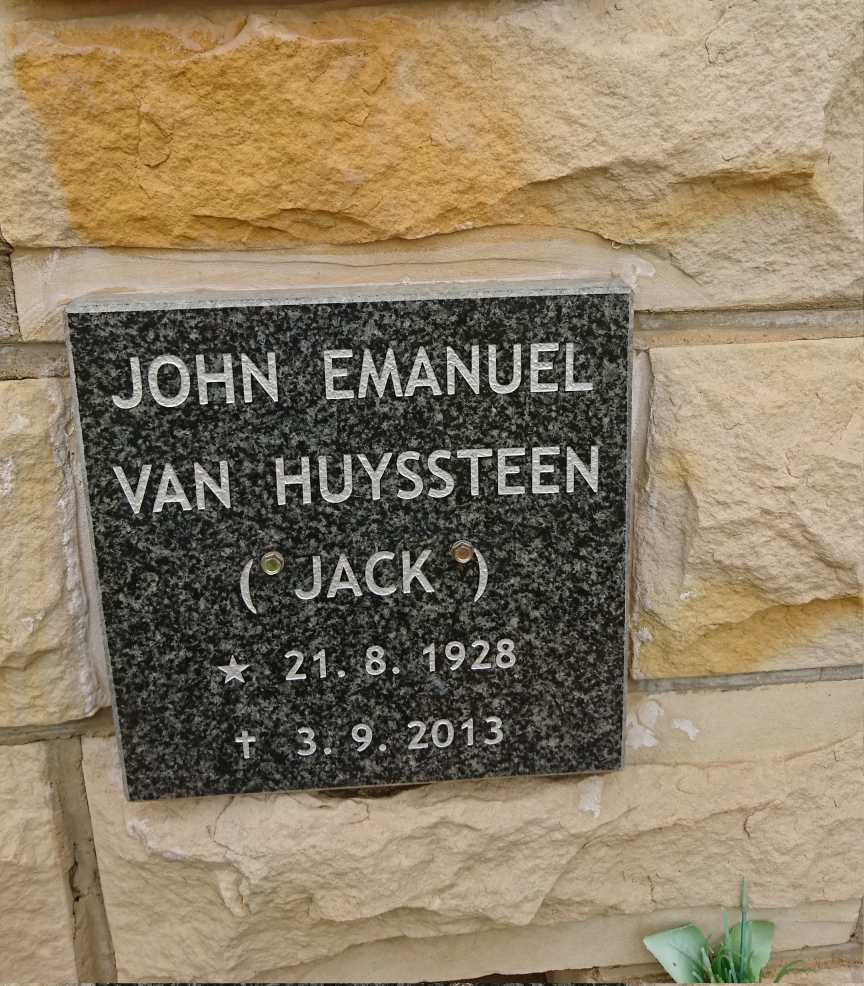 JOHN EMANUEL
VAN HUYSSTEEN
( JACK )
★ 21. 8. 1928
✝ 3. 9. 2013